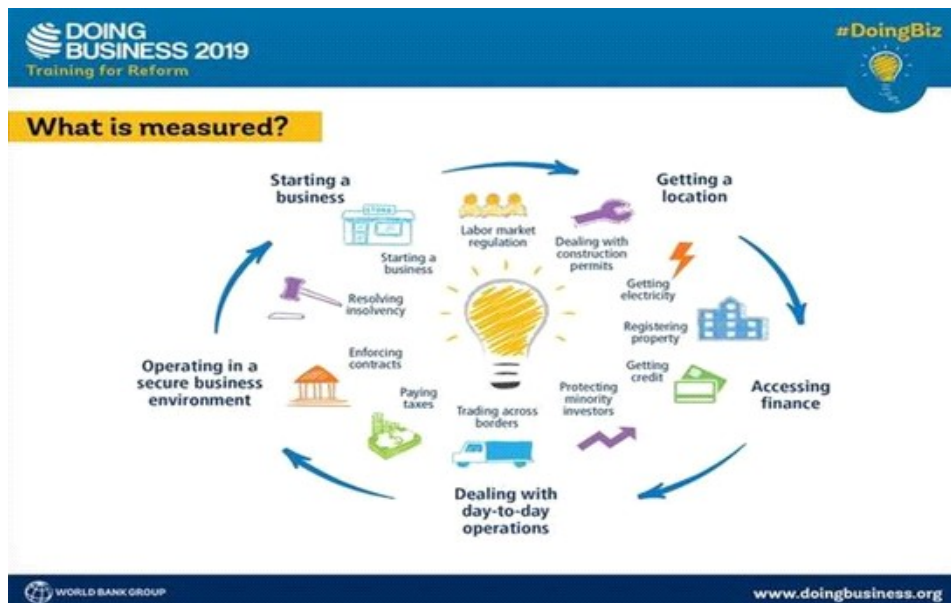 DOING
BUSINESS 2019
Training for Reform
#DoingBiz
What is measured?
Starting a
business
Getting a
location
STORE
Labor market
regulation
Dealing with
construction
permits
Starting a
business
Getting
electricity
Resolving
insolvency
Registering
property
Enforcing
contracts
Getting
credit
Operating in a
secure business
environment
Accessing
finance
Paying
taxes
Protecting
minority
investors
Trading across
borders
Dealing with
day-to-day
operations
WORLD BANK GROUP
www.doingbusiness.org